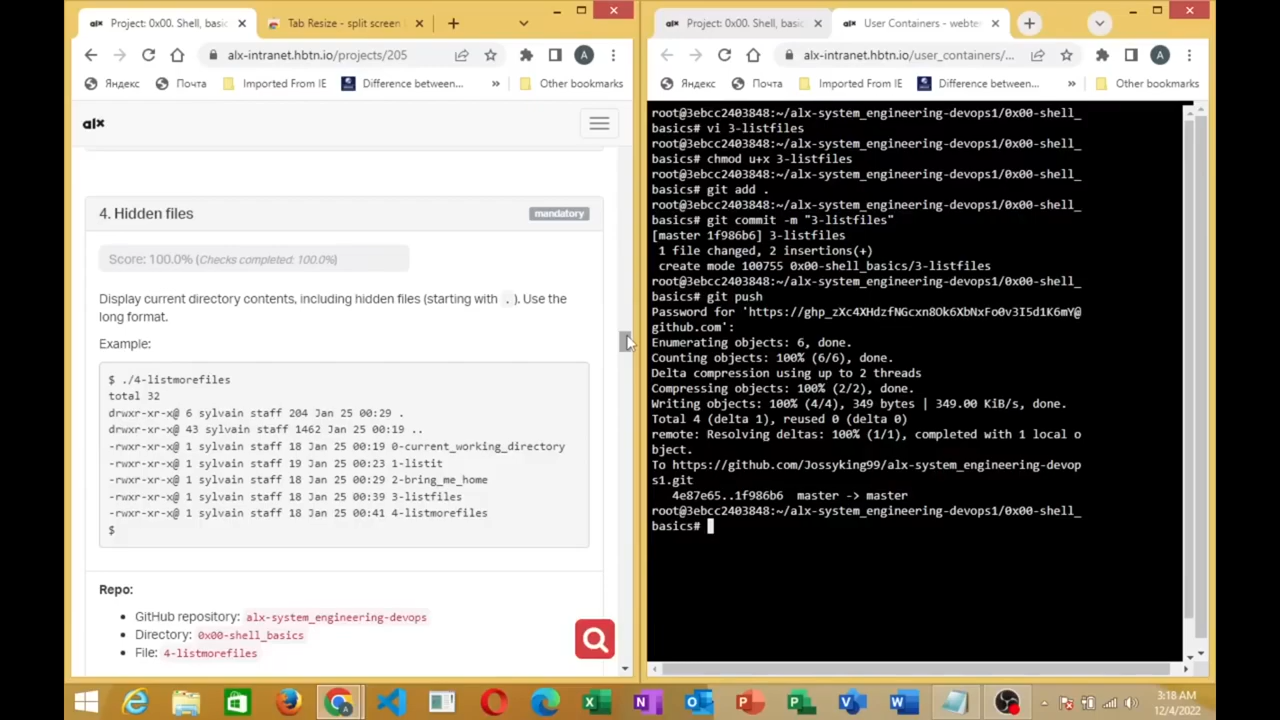 Project: 0x00. Shell, basic
Tab Resize - split screen
alx-intranet.hbtn.io/projects/205
A
Яндекс
Почта
Imported From IE
Difference between...
»
Other bookmarks
alx
4. Hidden files
mandatory
Score: 100.0% (Checks completed: 100.0%)
Display current directory contents, including hidden files (starting with . ). Use the
long format.
Example:
$ ./4-listmorefiles
total 32
drwxr-xr-x@ 6 sylvain staff 204 Jan 25 00:29 .
drwxr-xr-x@ 43 sylvain staff 1462 Jan 25 00:19 ..
-rwxr-xr-x@ 1 sylvain staff 18 Jan 25 00:19 0-current_working_directory
-rwxr-xr-x@ 1 sylvain staff 19 Jan 25 00:23 1-listit
-rwxr-xr-x@ 1 sylvain staff 18 Jan 25 00:29 2-bring_me_home
-rwxr-xr-x@ 1 sylvain staff 18 Jan 25 00:39 3-listfiles
-rwxr-xr-x@ 1 sylvain staff 18 Jan 25 00:41 4-listmorefiles
$
Repo:
GitHub repository: alx-system_engineering-devops
Directory: 0x00-shell_basics
File: 4-listmorefiles
Project: 0x00. Shell, basic
User Containers - webter
alx-intranet.hbtn.io/user_containers/...
A
Яндекс
Почта
Imported From IE
Difference between...
»
Other bookmarks
root@3ebcc2403848:~/alx-system_engineering-devops1/0x00-shell_
basics# vi 3-listfiles
root@3ebcc2403848:~/alx-system_engineering-devops1/0x00-shell_
basics# chmod u+x 3-listfiles
root@3ebcc2403848:~/alx-system_engineering-devops1/0x00-shell_
basics# git add .
root@3ebcc2403848:~/alx-system_engineering-devops1/0x00-shell_
basics# git commit -m "3-listfiles"
[master 1f986b6] 3-listfiles
1 file changed, 2 insertions(+)
create mode 100755 0x00-shell_basics/3-listfiles
root@3ebcc2403848:~/alx-system_engineering-devops1/0x00-shell_
basics# git push
Password for 'https://ghp_zXc4XHdzfNGcxn8Ok6XbNxFo0v3I5d1K6mY@
github.com':
Enumerating objects: 6, done.
Counting objects: 100% (6/6), done.
Delta compression using up to 2 threads
Compressing objects: 100% (2/2), done.
Writing objects: 100% (4/4), 349 bytes | 349.00 KiB/s, done.
Total 4 (delta 1), reused 0 (delta 0)
remote: Resolving deltas: 100% (1/1), completed with 1 local o
bject.
To https://github.com/Jossyking99/alx-system_engineering-devop
s1.git
4e87e65..1f986b6 master -> master
root@3ebcc2403848:~/alx-system_engineering-devops1/0x00-shell_
basics#
3:18 AM
12/4/2022